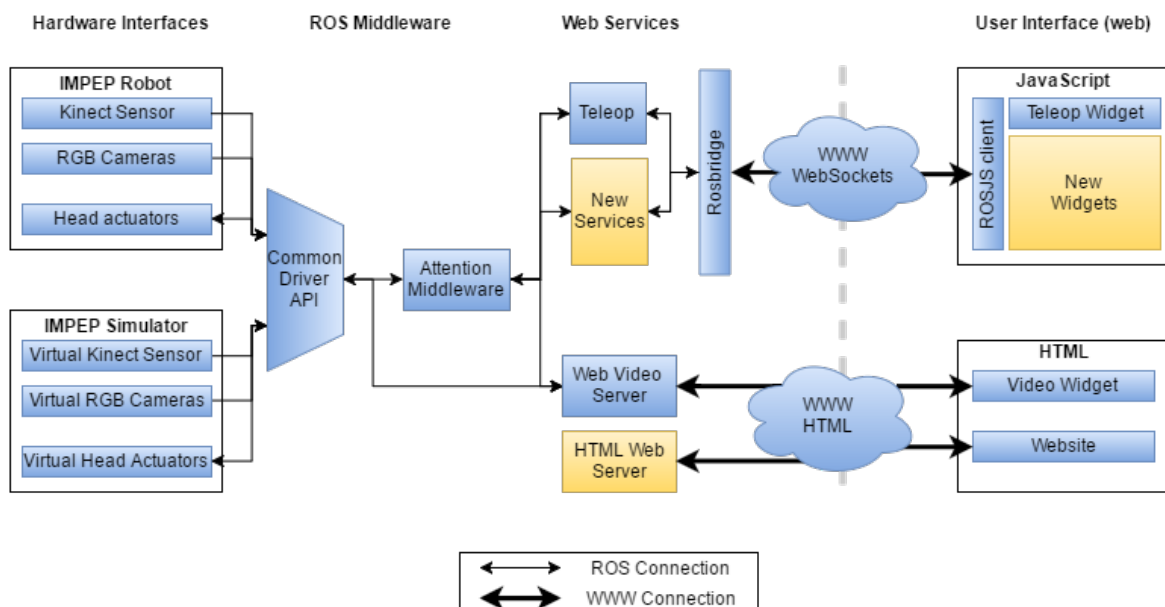 Hardware Interfaces
ROS Middleware
Web Services
User Interface (web)
IMPEP Robot
Kinect Sensor
RGB Cameras
Head actuators
IMPEP Simulator
Virtual Kinect Sensor
Virtual RGB Cameras
Virtual Head Actuators
Common
Driver
API
Attention
Middleware
Teleop
New
Services
Rosbridge
Web Video
Server
HTML Web
Server
WWW
WebSockets
WWW
HTML
JavaScript
ROSJS client
Teleop Widget
New
Widgets
HTML
Video Widget
Website
ROS Connection
WWW Connection